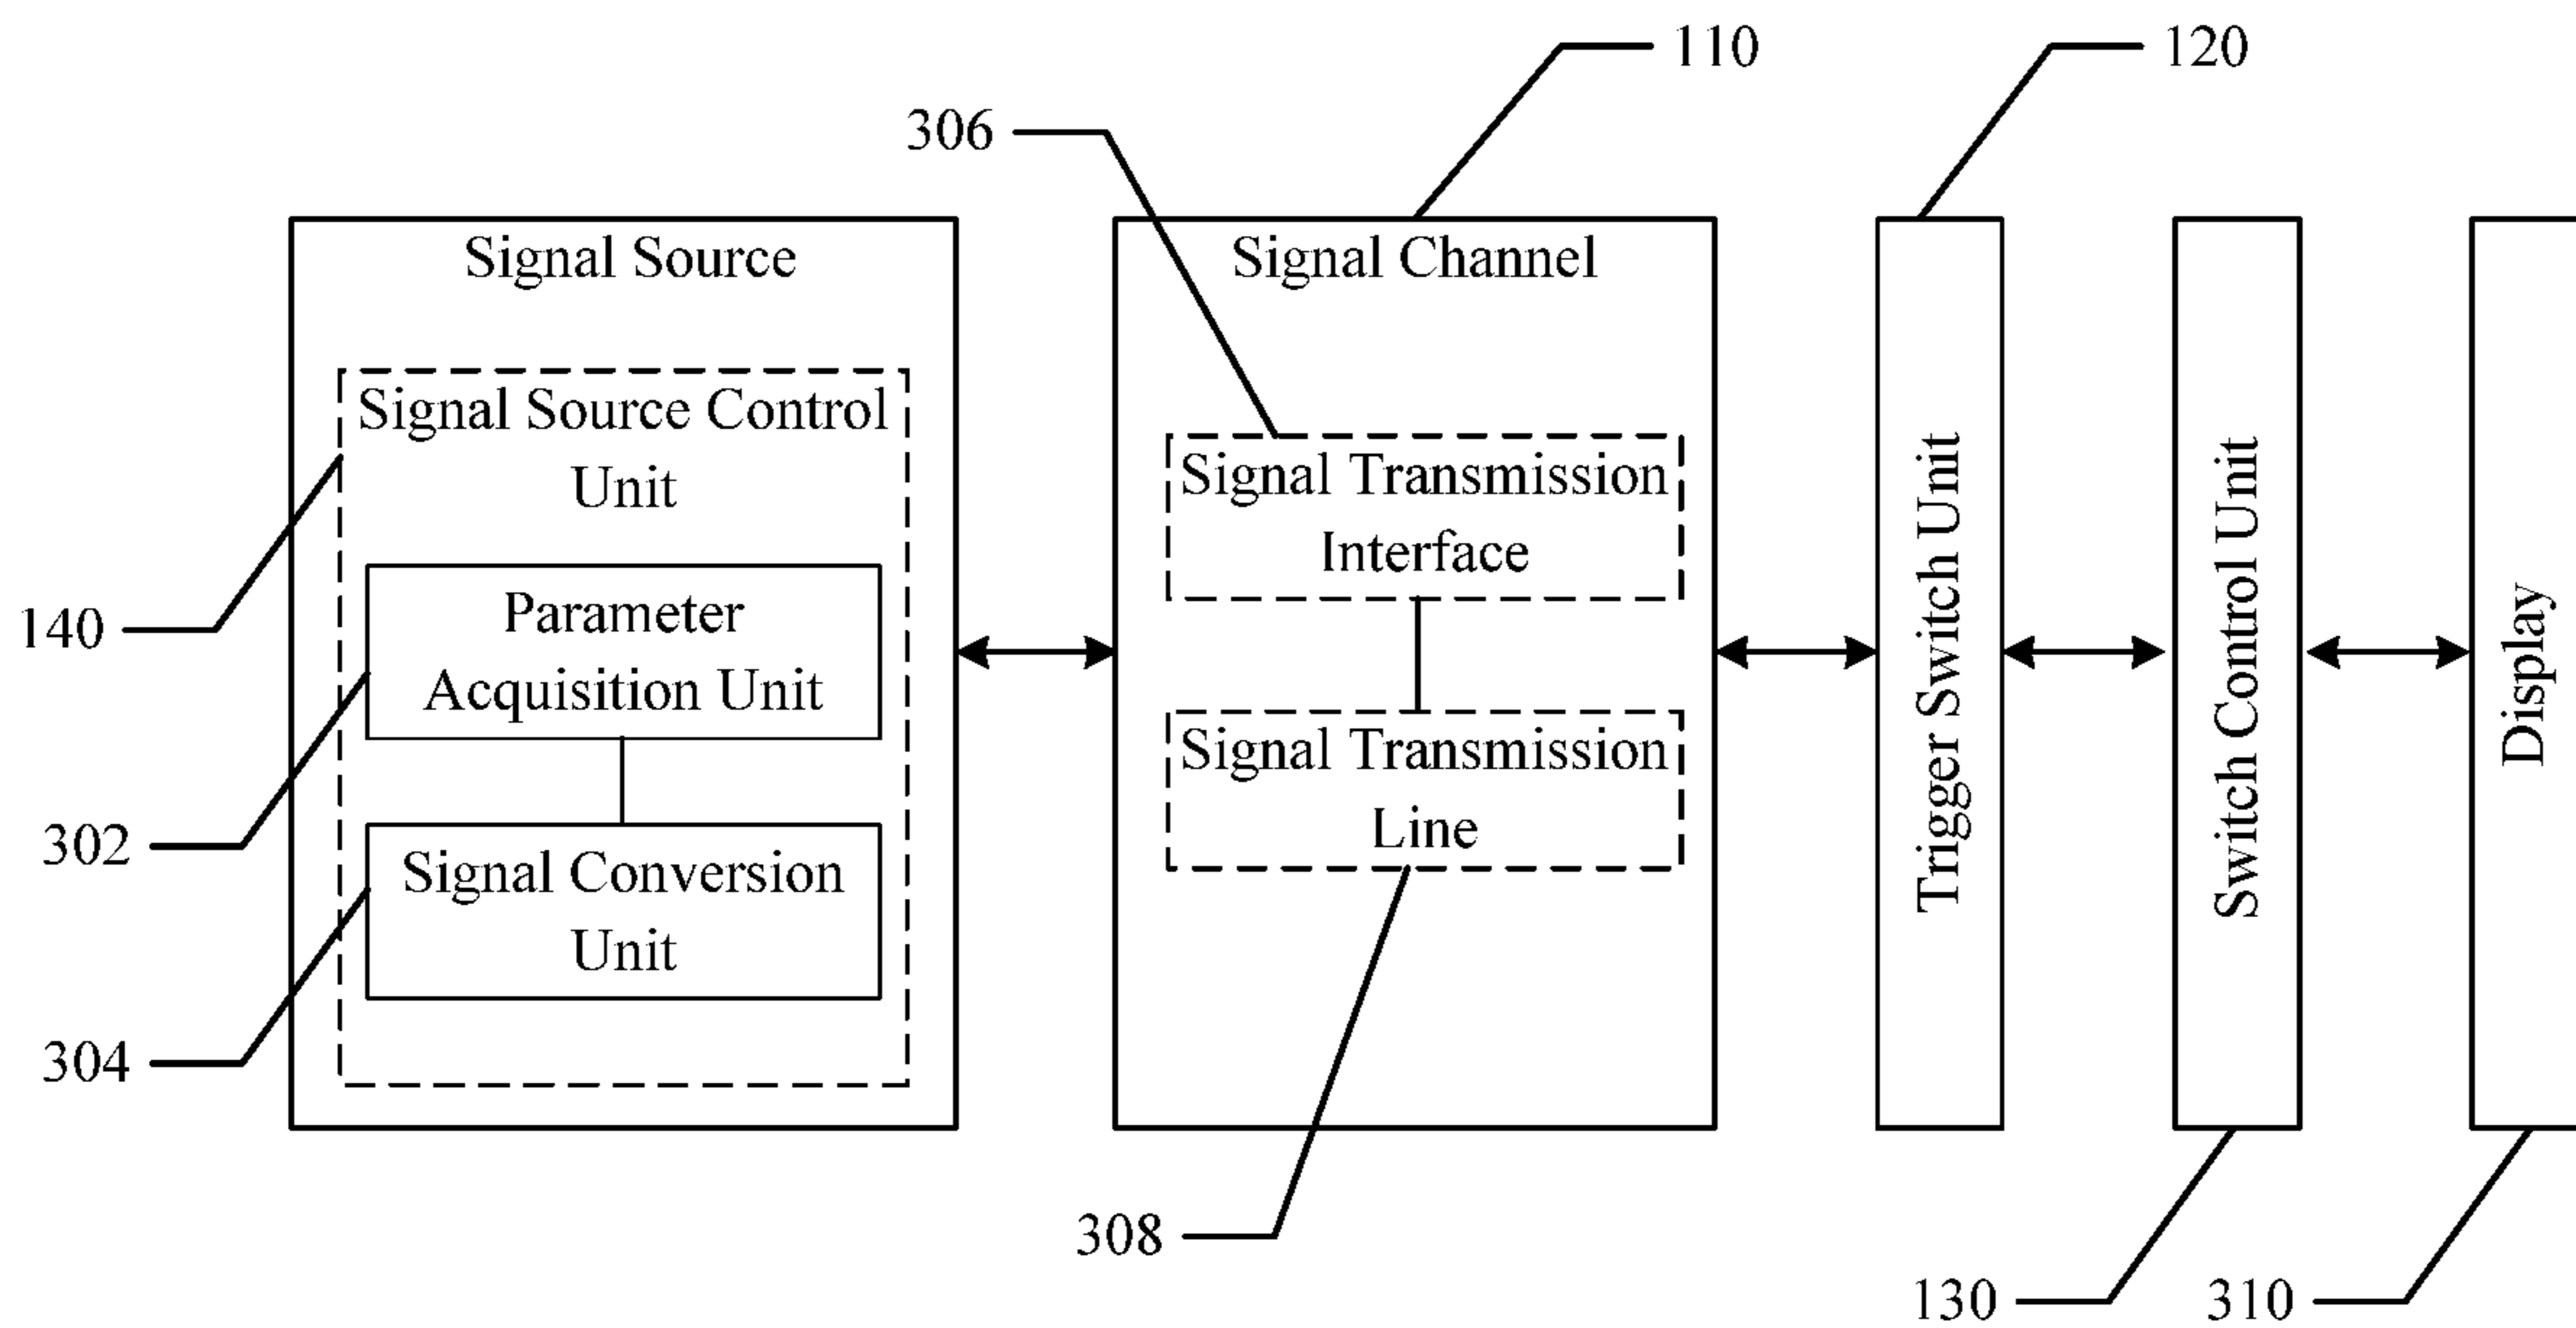 110
120
306
Signal Source
Signal Source Control
Unit
Parameter
Acquisition Unit
Signal Conversion
Unit
140
302
304
Signal Channel
Signal Transmission
Interface
Signal Transmission
Line
308
Trigger Switch Unit
Switch Control Unit
Display
130
310